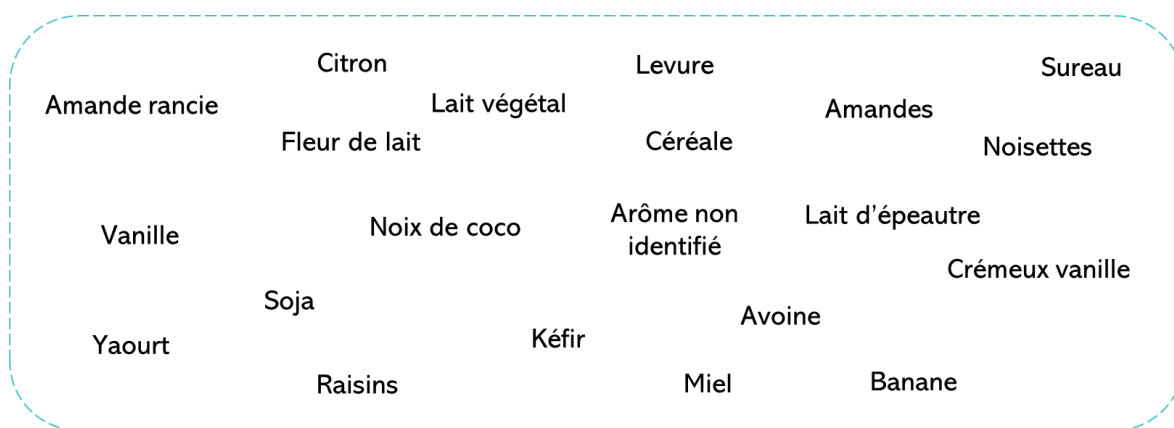 Citron
Levure
Sureau
Amande rancie
Lait végétal
Amandes
Fleur de lait
Céréale
Noisettes
Vanille
Noix de coco
Arôme non
identifié
Lait d’épeautre
Crémeux vanille
Soja
Avoine
Yaourt
Kéfir
Raisins
Miel
Banane